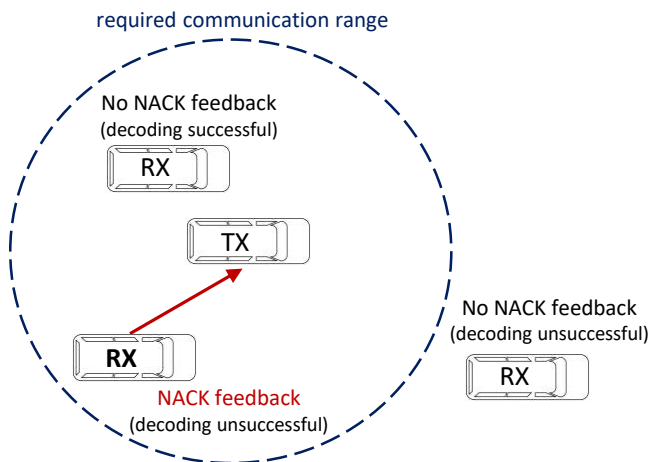 required communication range
No NACK feedback
(decoding successful)
RX
TX
No NACK feedback
(decoding unsuccessful)
RX
RX
NACK feedback
(decoding unsuccessful)